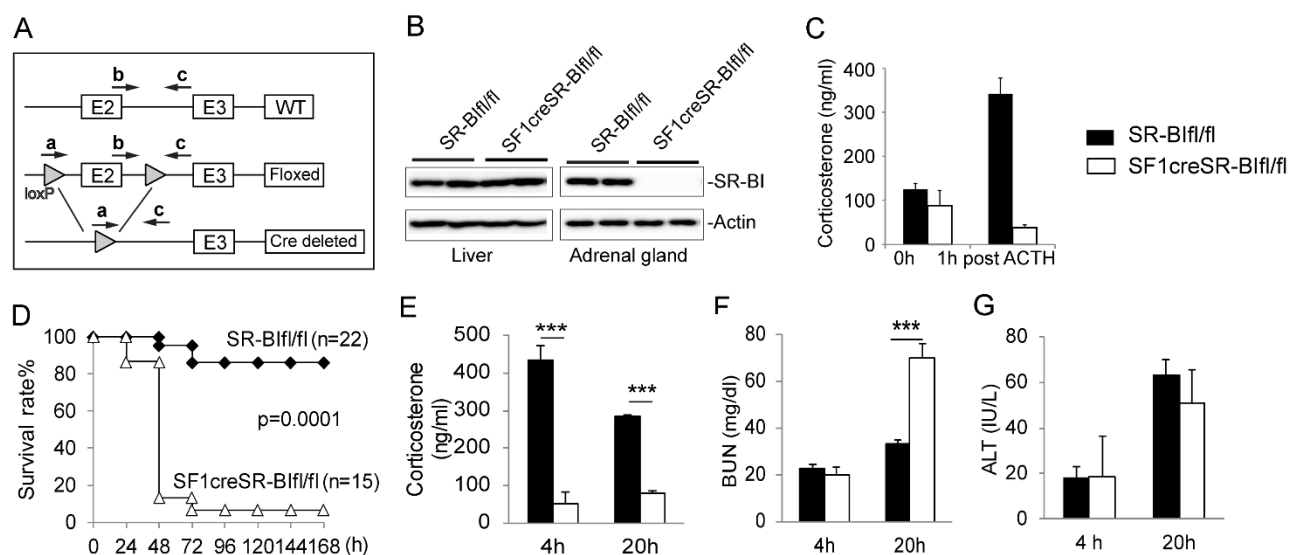 A
b
c
E2
E3
WT
a
b
c
E2
E3
Floxed
loxP
a
c
E3
Cre deleted
B
SR-BIfl/fl
SF1creSR-BIfl/fl
SR-BIfl/fl
SF1creSR-BIfl/fl
-SR-BI
-Actin
Liver
Adrenal gland
C
Corticosterone (ng/ml)
400
300
200
100
0
0h
1h post ACTH
SR-BIfl/fl
SF1creSR-BIfl/fl
D
Survival rate%
100
80
60
40
20
0
SR-BIfl/fl (n=22)
p=0.0001
SF1creSR-BIfl/fl (n=15)
0 24 48 72 96 120 144 168 (h)
E
Corticosterone
(ng/ml)
500
400
300
200
100
0
***
***
4h
20h
F
BUN (mg/dl)
80
60
40
20
0
***
4h
20h
G
ALT (IU/L)
80
60
40
20
0
4 h
20h